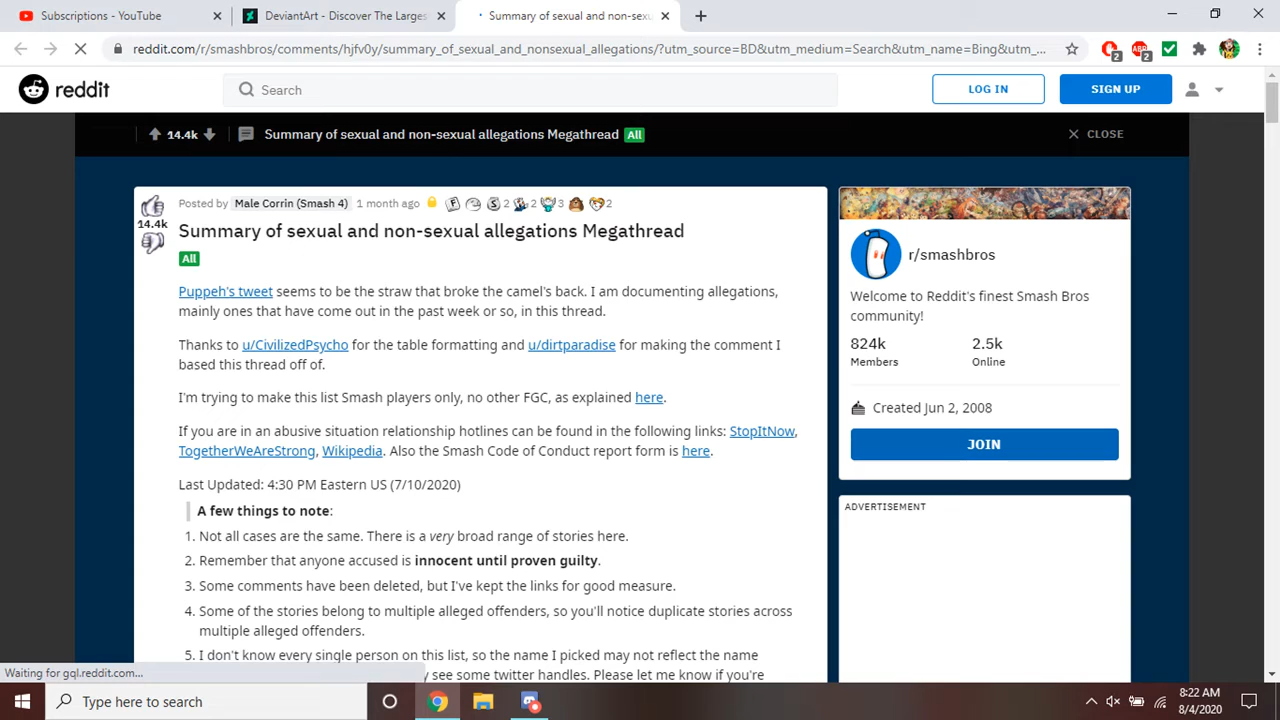 Subscriptions - YouTube
DeviantArt - Discover The Larges
Summary of sexual and non-sexu
reddit.com/r/smashbros/comments/hjfv0y/summary_of_sexual_and_nonsexual_allegations/?utm_source=BD&utm_medium=Search&utm_name=Bing&utm_...
2
ABP
2
reddit
Search
LOG IN
SIGN UP
14.4k
Summary of sexual and non-sexual allegations Megathread All
CLOSE
Posted by Male Corrin (Smash 4) 1 month ago F S 2 2 3 2
14.4k
Summary of sexual and non-sexual allegations Megathread
All
Puppeh's tweet seems to be the straw that broke the camel's back. I am documenting allegations,
mainly ones that have come out in the past week or so, in this thread.
Thanks to u/CivilizedPsycho for the table formatting and u/dirtparadise for making the comment I
based this thread off of.
I'm trying to make this list Smash players only, no other FGC, as explained here.
If you are in an abusive situation relationship hotlines can be found in the following links: StopItNow,
TogetherWeAreStrong, Wikipedia. Also the Smash Code of Conduct report form is here.
Last Updated: 4:30 PM Eastern US (7/10/2020)
A few things to note:
1. Not all cases are the same. There is a very broad range of stories here.
2. Remember that anyone accused is innocent until proven guilty.
3. Some comments have been deleted, but I've kept the links for good measure.
4. Some of the stories belong to multiple alleged offenders, so you'll notice duplicate stories across
multiple alleged offenders.
5. I don't know every single person on this list, so the name I picked may not reflect the name
see some twitter handles. Please let me know if you're
r/smashbros
Welcome to Reddit's finest Smash Bros
community!
824k
2.5k
Members
Online
Created Jun 2, 2008
JOIN
ADVERTISEMENT
Waiting for gql.reddit.com...
Type here to search
8:22 AM
8/4/2020